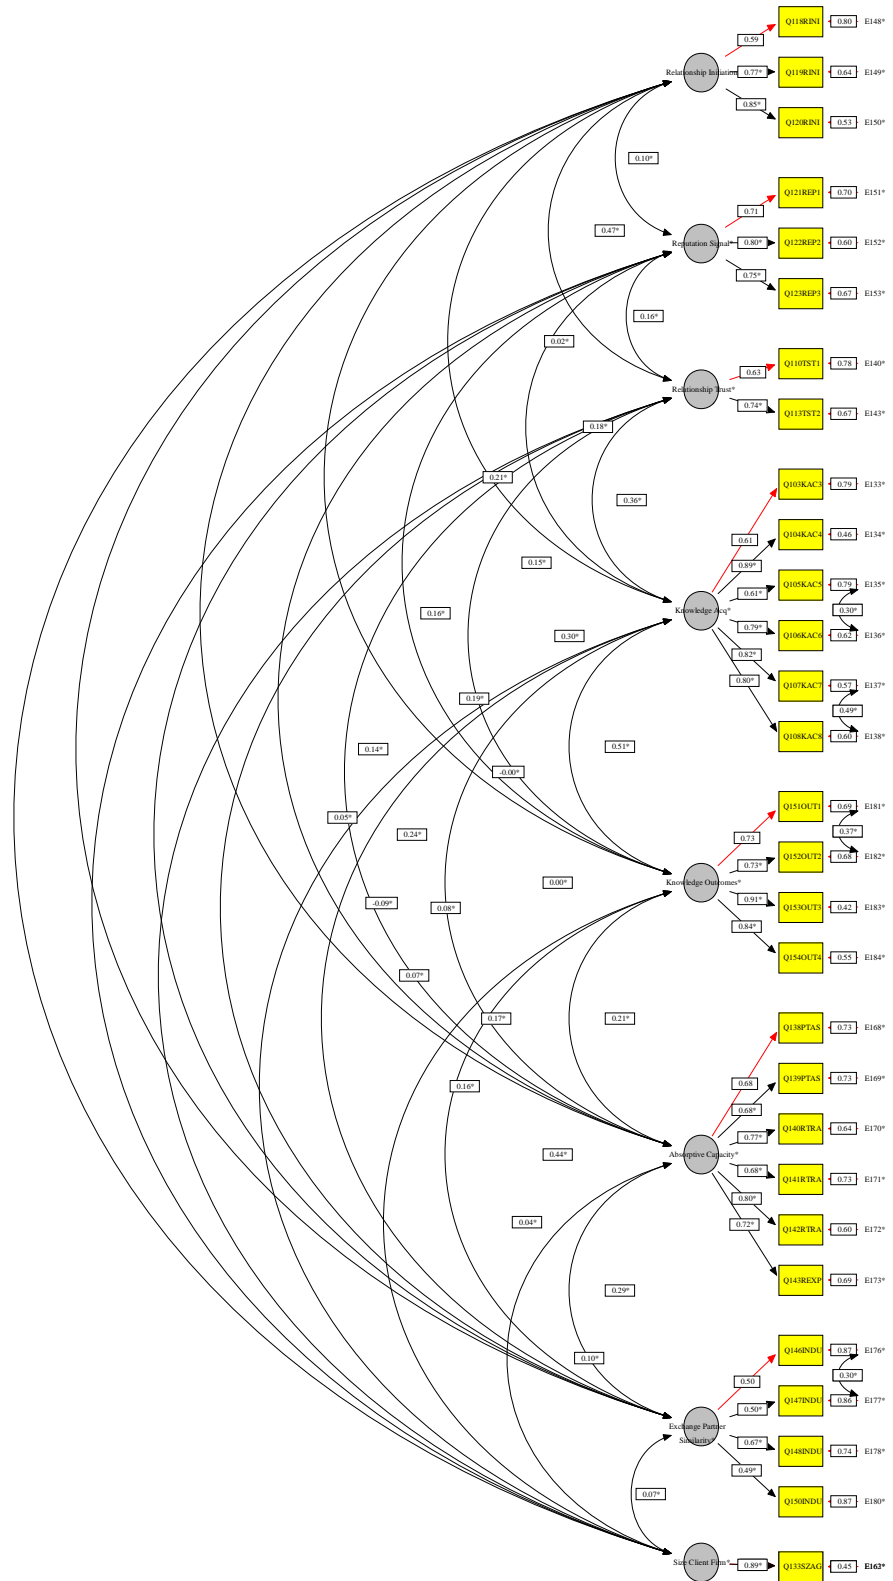 Q118RINI 0.80 E148*
0.59
Relationship Initiation 0.77* Q119RINI 0.64 E149*
0.85*
Q120RINI 0.53 E150*
0.10*
Q121REP1 0.70 E151*
0.71
0.47*
Reputation Signal* 0.80* Q122REP2 0.60 E152*
0.75*
Q123REP3 0.67 E153*
0.16*
0.02*
Q110TST1 0.78 E140*
0.63
Relationship Trust*
0.74* Q113TST2 0.67 E143*
0.18*
0.21*
Q103KAC3 0.79 E133*
0.36*
Q104KAC4 0.46 E134*
0.61
0.15*
0.89*
Q105KAC5 0.79 E135*
0.61* 0.30*
Knowledge Acq*
0.16*
0.79* Q106KAC6 0.62 E136*
0.30*
0.82*
0.80* Q107KAC7 0.57 E137*
0.19*
0.49*
Q108KAC8 0.60 E138*
0.51*
0.14*
-0.00*
Q151OUT1 0.69 E181*
0.05*
0.24*
0.73 0.37*
0.73* Q152OUT2 0.68 E182*
0.00*
Knowledge Outcomes*
0.91*
-0.09*
0.08*
Q153OUT3 0.42 E183*
0.84*
Q154OUT4 0.55 E184*
0.07*
0.17*
0.21*
Q138PTAS 0.73 E168*
0.16*
0.68
Q139PTAS 0.73 E169*
0.68*
Q140RTRA 0.64 E170*
0.77*
0.44*
Absorptive Capacity*
0.68* Q141RTRA 0.73 E171*
0.80*
0.04*
0.72* Q142RTRA 0.60 E172*
Q143REXP 0.69 E173*
0.29*
0.10*
Q146INDU 0.87 E176*
0.50 0.30*
Q147INDU 0.86 E177*
0.50*
Exchange Partner
Similarity*
0.67* Q148INDU 0.74 E178*
0.49*
0.07*
Q150INDU 0.87 E180*
Size Client Firm* 0.89* Q133SZAG 0.45